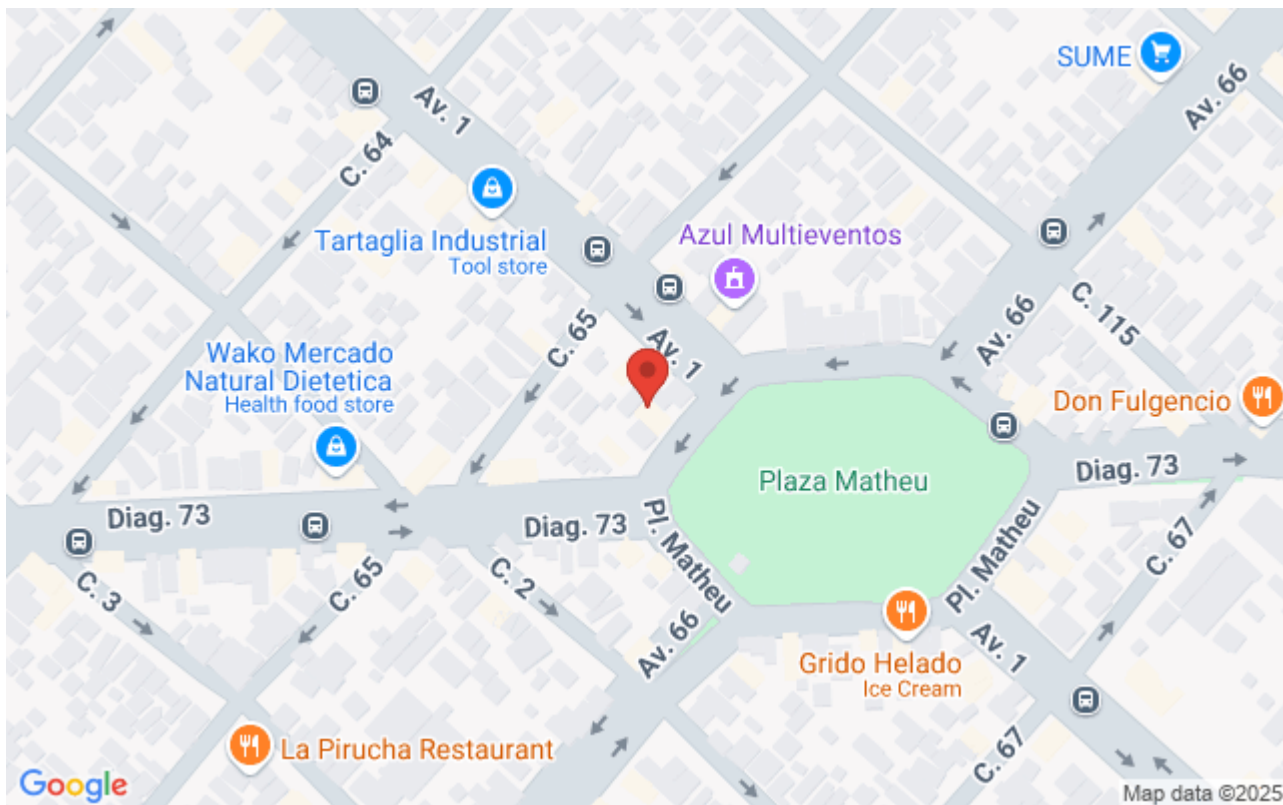 SUME
Av. 1
Av. 66
C. 64
Tartaglia Industrial
Tool store
Azul Multieventos
C. 65
Av. 1
Av. 66
C. 115
Wako Mercado
Natural Dietetica
Health food store
Don Fulgencio
Plaza Matheu
Diag. 73
Diag. 73
Diag. 73
Pl. Matheu
Pl. Matheu
C. 67
C. 3
C. 65
C. 2
Av. 66
Grido Helado
Ice Cream
Av. 1
La Pirucha Restaurant
C. 67
Google
Map data ©2025